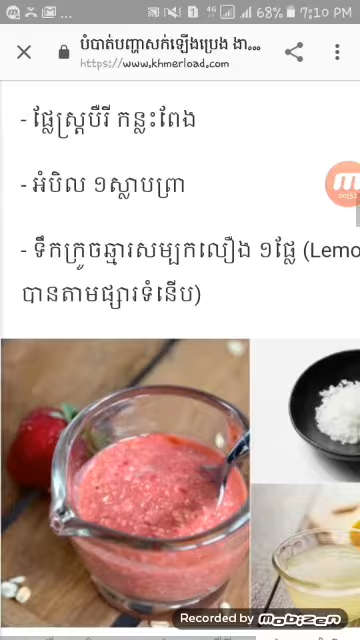 4G 1 68% 7:10 PM
បំបាត់បញ្ហាសក់ឡើងប្រេង ងា...
https://www.khmerload.com
- ផ្លែស្ត្របឺរី កន្លះពែង
- អំបិល ១ស្លាបព្រា
- ទឹកក្រូចឆ្មារសម្បកលឿង ១ផ្លែ (Lemo
បានតាមផ្សារទំនើប)
Recorded by MOBIZEN